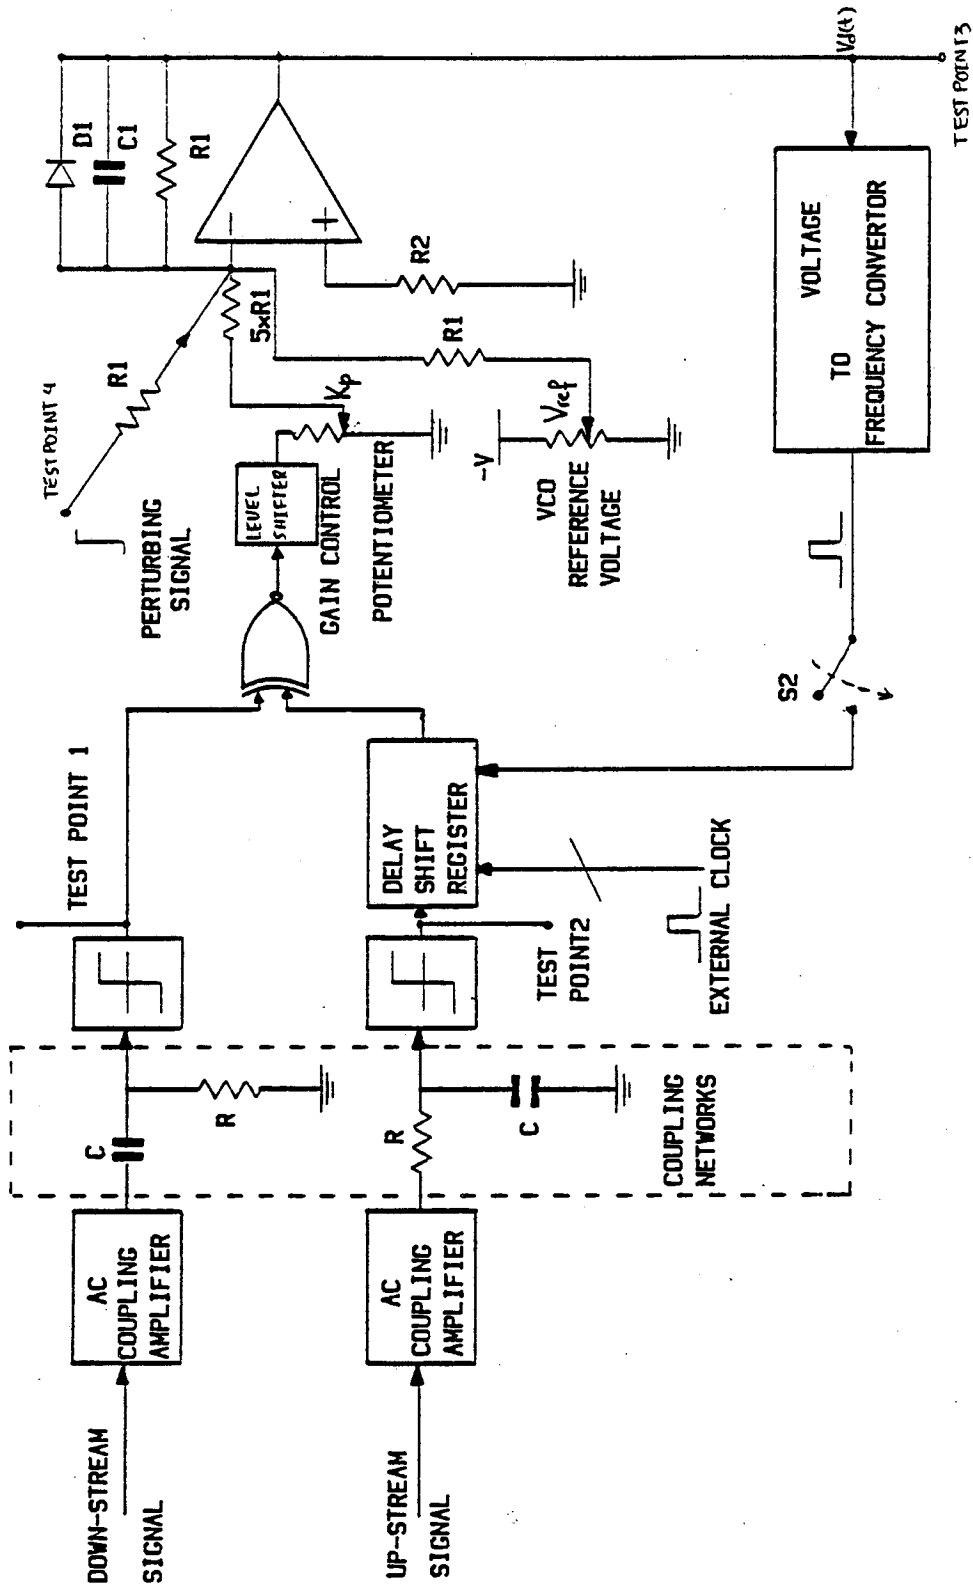 DOWN-STREAM
SIGNAL
AC
COUPLING
AMPLIFIER
C
R
TEST POINT 1
PERTURBING
SIGNAL
TEST POINT 4
R1
D1
C1
R1
UP-STREAM
SIGNAL
AC
COUPLING
AMPLIFIER
R
C
COUPLING
NETWORKS
TEST
POINT2
DELAY
SHIFT
REGISTER
EXTERNAL CLOCK
LEVEL
SHIFTER
GAIN CONTROL
POTENTIOMETER
Kp
5xR1
−
+
R2
R1
-V
Vref
VCO
REFERENCE
VOLTAGE
S2
VOLTAGE
TO
FREQUENCY CONVERTOR
Vd(t)
TEST POINT 3